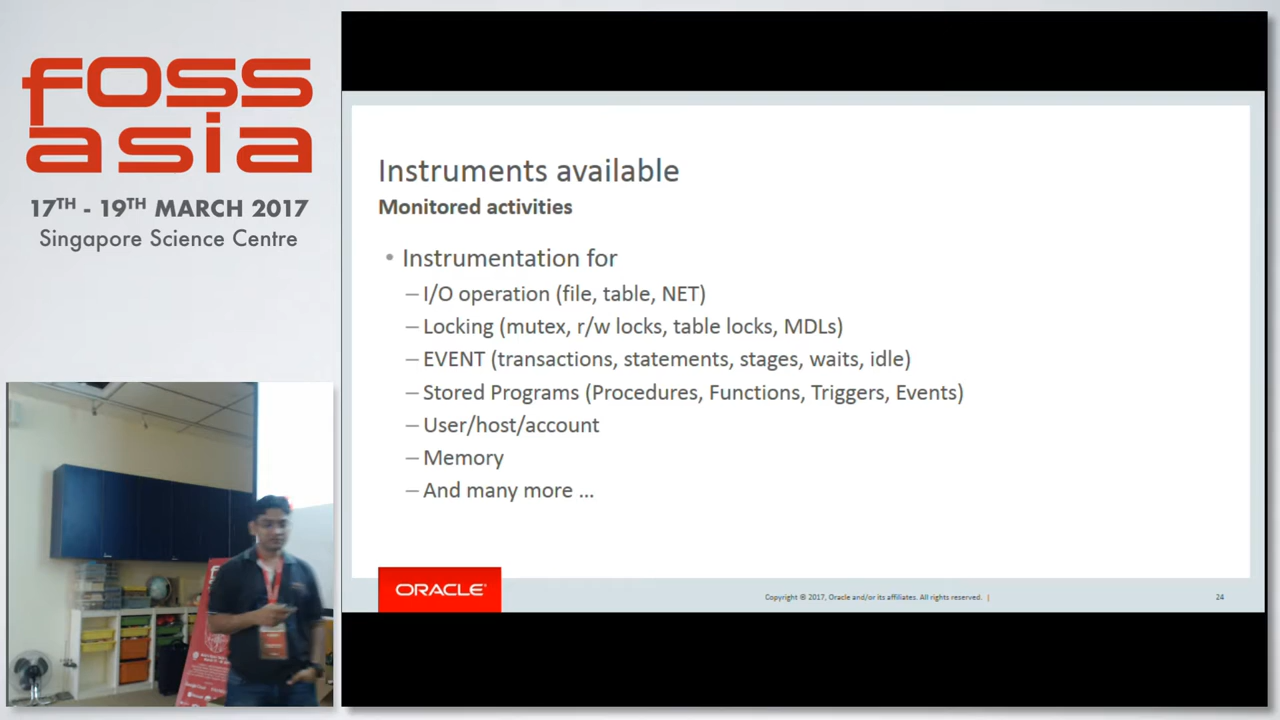 foss
asia
17TH - 19TH MARCH 2017
Singapore Science Centre
Instruments available
Monitored activities
• Instrumentation for
– I/O operation (file, table, NET)
– Locking (mutex, r/w locks, table locks, MDLs)
– EVENT (transactions, statements, stages, waits, idle)
– Stored Programs (Procedures, Functions, Triggers, Events)
– User/host/account
– Memory
– And many more ...
ORACLE
Copyright © 2017, Oracle and/or its affiliates. All rights reserved. |
24